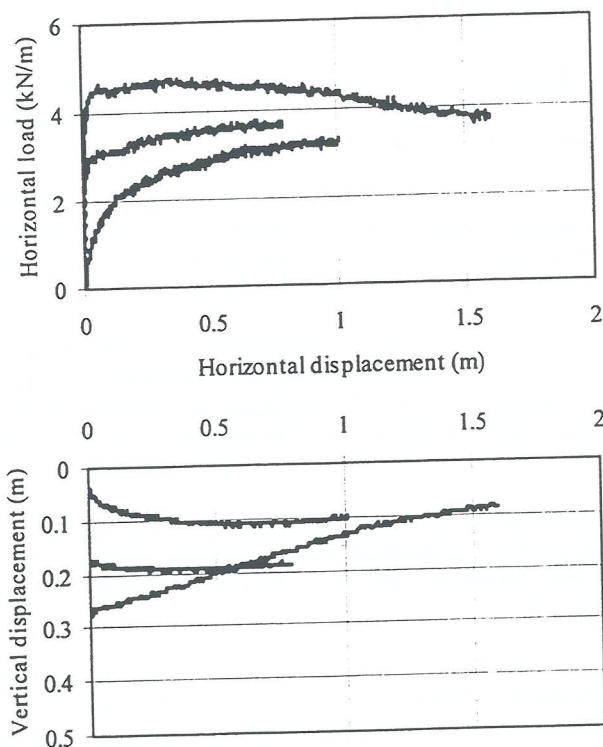 Horizontal load (kN/m)
6
4
2
0
0 0.5 1 1.5 2
Horizontal displacement (m)
0 0.5 1 1.5 2
Vertical displacement (m)
0
0.1
0.2
0.3
0.4
0.5